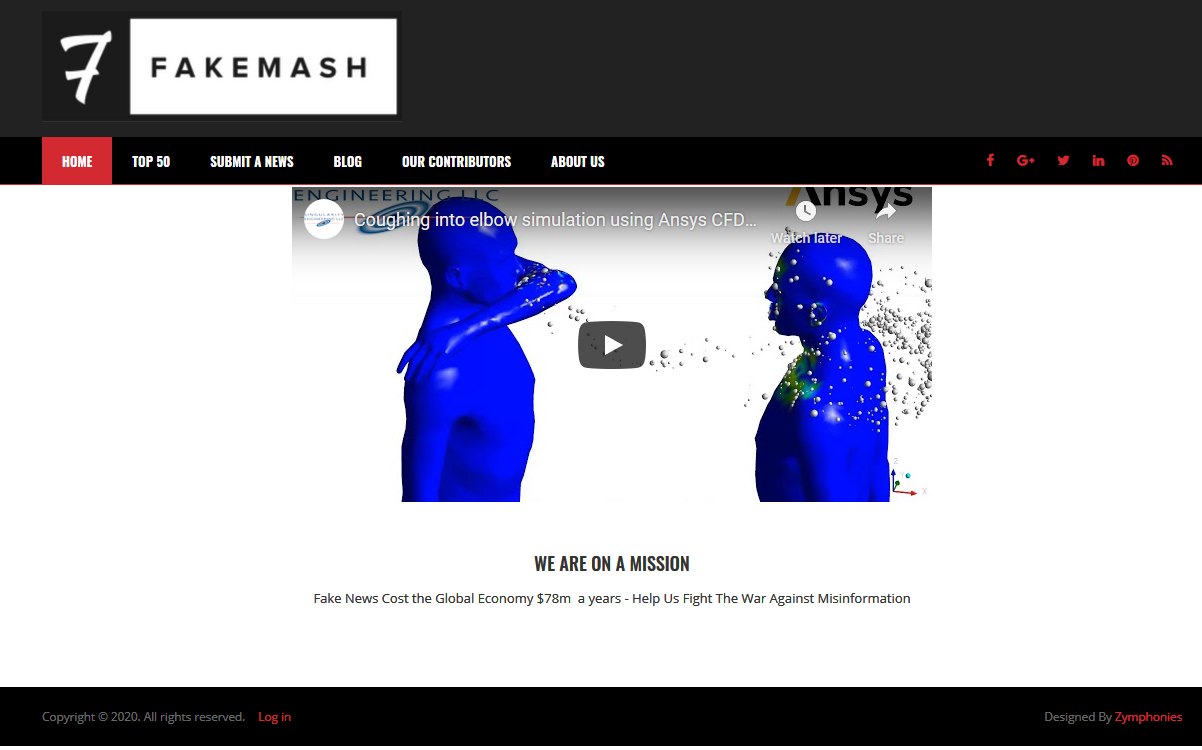 FAKEMASH
HOME TOP 50 SUBMIT A NEWS BLOG OUR CONTRIBUTORS ABOUT US
ENGINEERING LLC Ansys
Coughing into elbow simulation using Ansys CFD...
Watch later Share
Z
X
WE ARE ON A MISSION
Fake News Cost the Global Economy $78m a years - Help Us Fight The War Against Misinformation
Copyright © 2020. All rights reserved. Log in Designed By Zymphonies